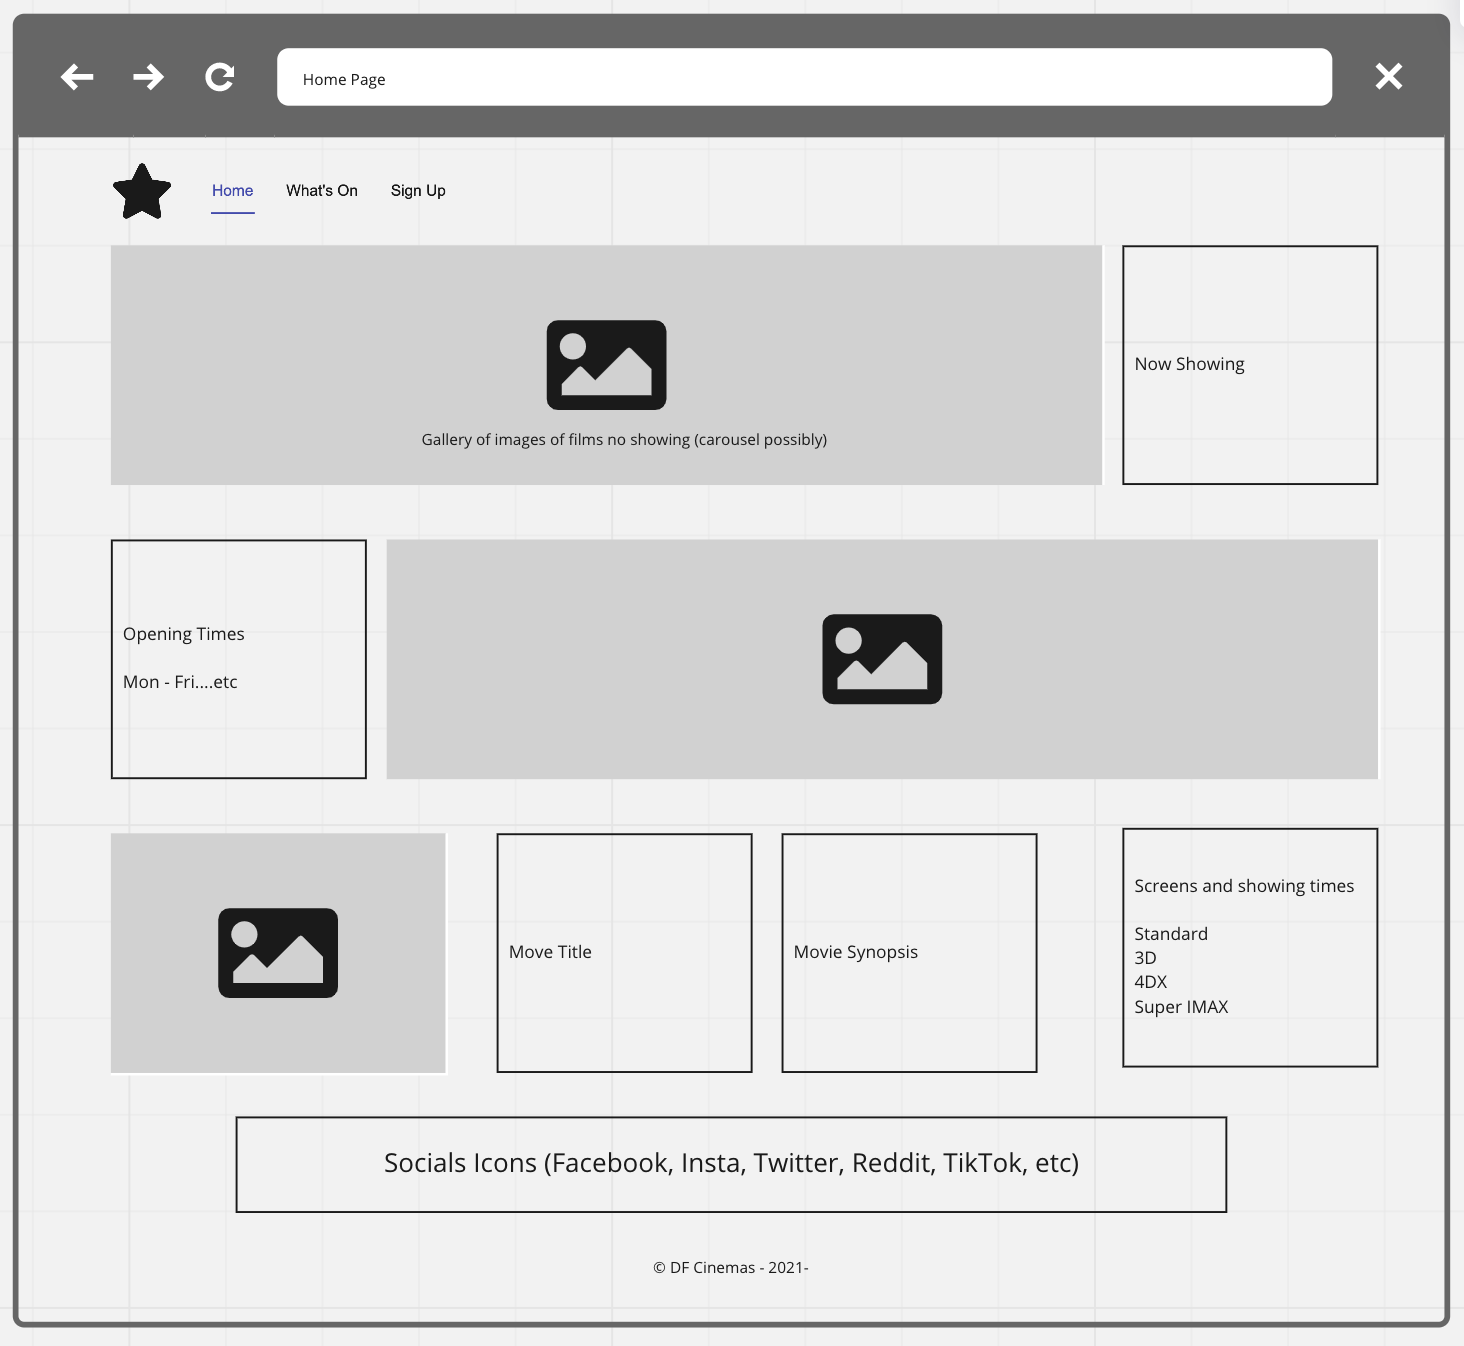 Home Page
Home What's On Sign Up
Now Showing
Gallery of images of films no showing (carousel possibly)
Opening Times
Mon - Fri....etc
Move Title
Movie Synopsis
Screens and showing times
Standard
3D
4DX
Super IMAX
Socials Icons (Facebook, Insta, Twitter, Reddit, TikTok, etc)
© DF Cinemas - 2021-